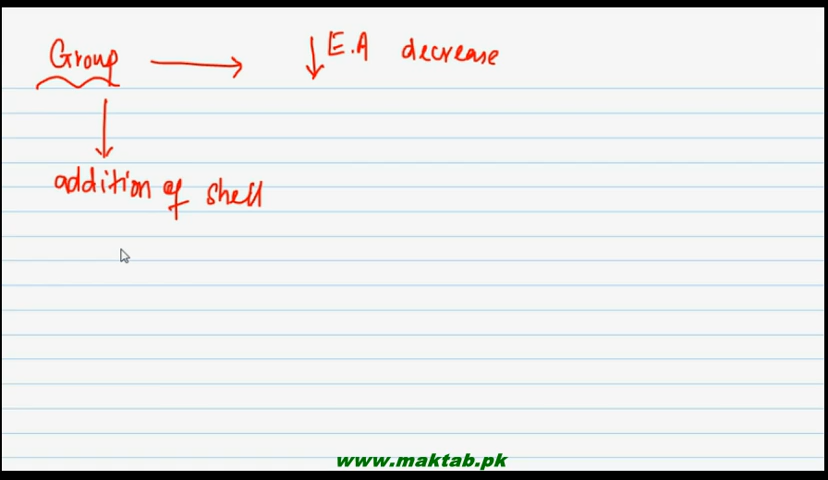 Group → ↓ E.A decrease
↓
addition of shell
www.maktab.pk